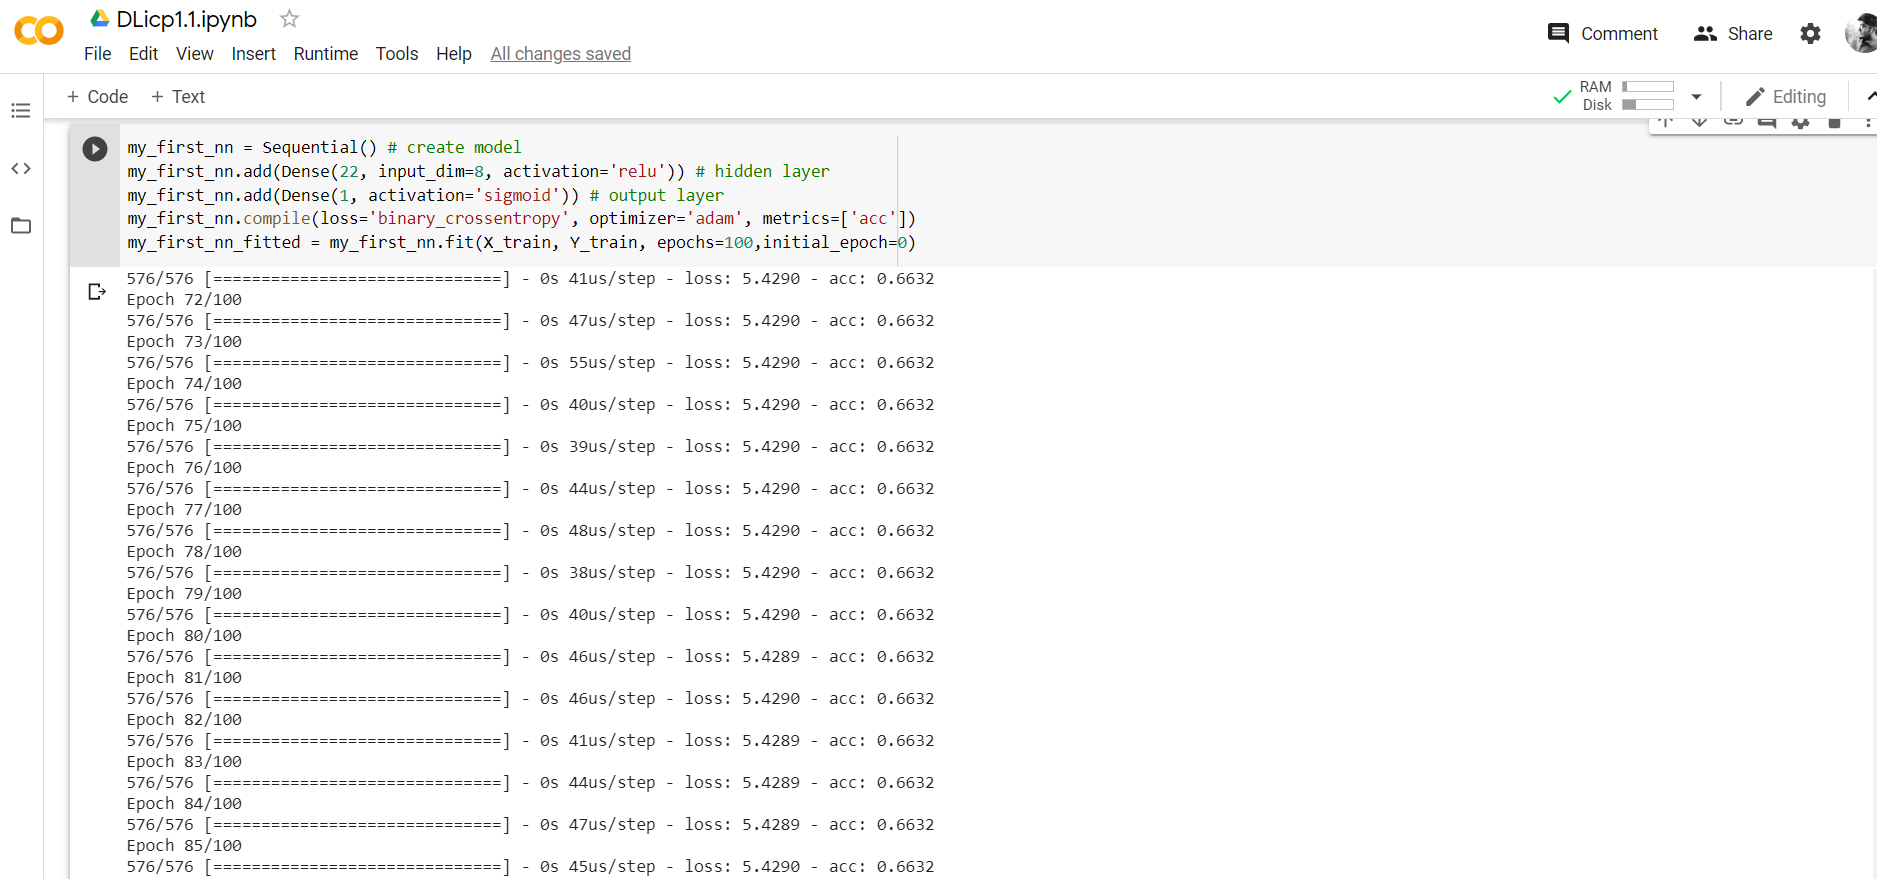 DLicp1.1.ipynb
File Edit View Insert Runtime Tools Help All changes saved
Comment Share
+ Code + Text
RAM
Disk
Editing
my_first_nn = Sequential() # create model
my_first_nn.add(Dense(22, input_dim=8, activation='relu')) # hidden layer
my_first_nn.add(Dense(1, activation='sigmoid')) # output layer
my_first_nn.compile(loss='binary_crossentropy', optimizer='adam', metrics=['acc'])
my_first_nn_fitted = my_first_nn.fit(X_train, Y_train, epochs=100,initial_epoch=0)
576/576 [==============================] - 0s 41us/step - loss: 5.4290 - acc: 0.6632
Epoch 72/100
576/576 [==============================] - 0s 47us/step - loss: 5.4290 - acc: 0.6632
Epoch 73/100
576/576 [==============================] - 0s 55us/step - loss: 5.4290 - acc: 0.6632
Epoch 74/100
576/576 [==============================] - 0s 40us/step - loss: 5.4290 - acc: 0.6632
Epoch 75/100
576/576 [==============================] - 0s 39us/step - loss: 5.4290 - acc: 0.6632
Epoch 76/100
576/576 [==============================] - 0s 44us/step - loss: 5.4290 - acc: 0.6632
Epoch 77/100
576/576 [==============================] - 0s 48us/step - loss: 5.4290 - acc: 0.6632
Epoch 78/100
576/576 [==============================] - 0s 38us/step - loss: 5.4290 - acc: 0.6632
Epoch 79/100
576/576 [==============================] - 0s 40us/step - loss: 5.4290 - acc: 0.6632
Epoch 80/100
576/576 [==============================] - 0s 46us/step - loss: 5.4289 - acc: 0.6632
Epoch 81/100
576/576 [==============================] - 0s 46us/step - loss: 5.4290 - acc: 0.6632
Epoch 82/100
576/576 [==============================] - 0s 41us/step - loss: 5.4289 - acc: 0.6632
Epoch 83/100
576/576 [==============================] - 0s 44us/step - loss: 5.4289 - acc: 0.6632
Epoch 84/100
576/576 [==============================] - 0s 47us/step - loss: 5.4289 - acc: 0.6632
Epoch 85/100
576/576 [==============================] - 0s 45us/step - loss: 5.4290 - acc: 0.6632